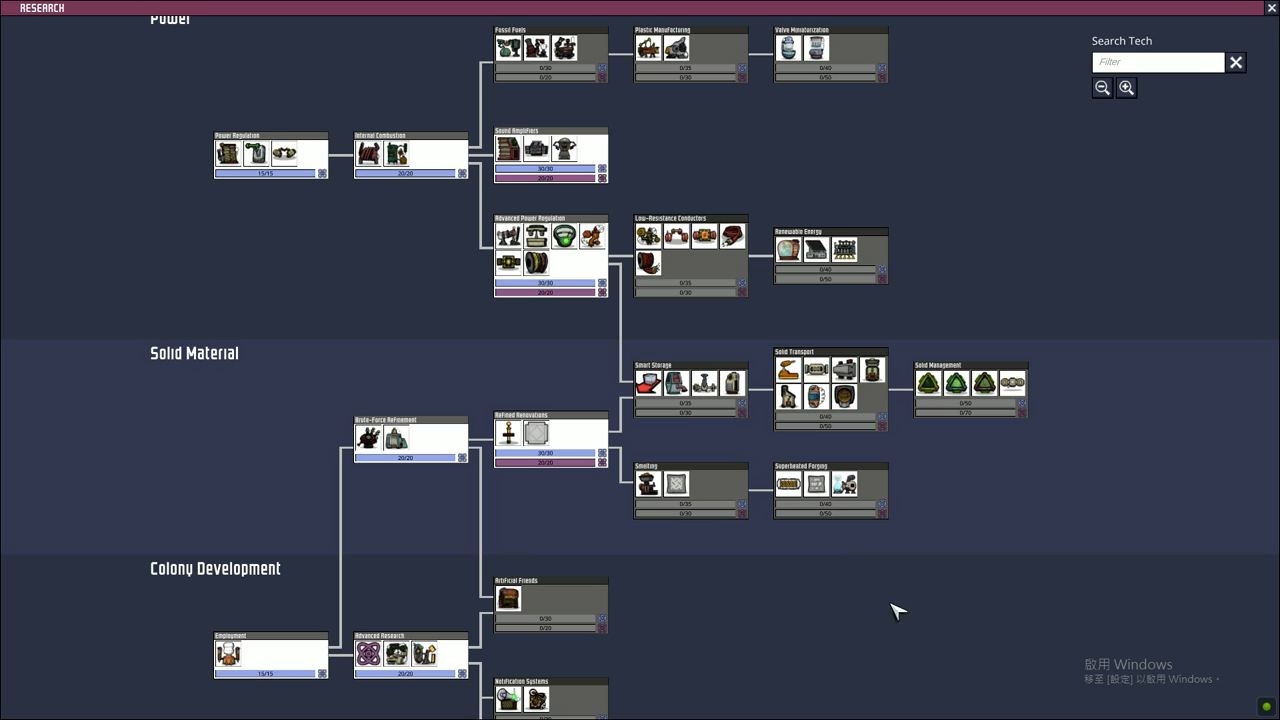 RESEARCH
Power
Search Tech
Filter
Fossil Fuels
0/30
0/20
Plastic Manufacturing
0/35
0/30
Valve Miniaturization
0/40
0/50
Power Regulation
15/15
Internal Combustion
20/20
Sound Amplifiers
30/30
20/20
Advanced Power Regulation
30/30
20/20
Low-Resistance Conductors
0/35
0/30
Renewable Energy
0/40
0/50
Solid Material
Smart Storage
0/35
0/30
Solid Transport
0/40
0/50
Solid Management
0/50
0/70
Brute-Force Refinement
20/20
Refined Renovations
30/30
20/20
Smelting
0/35
0/30
Superheated Forging
0/40
0/50
Colony Development
Artificial Friends
0/30
0/20
Employment
15/15
Advanced Research
20/20
Notification Systems
啟用 Windows
移至 [設定] 以啟用 Windows。